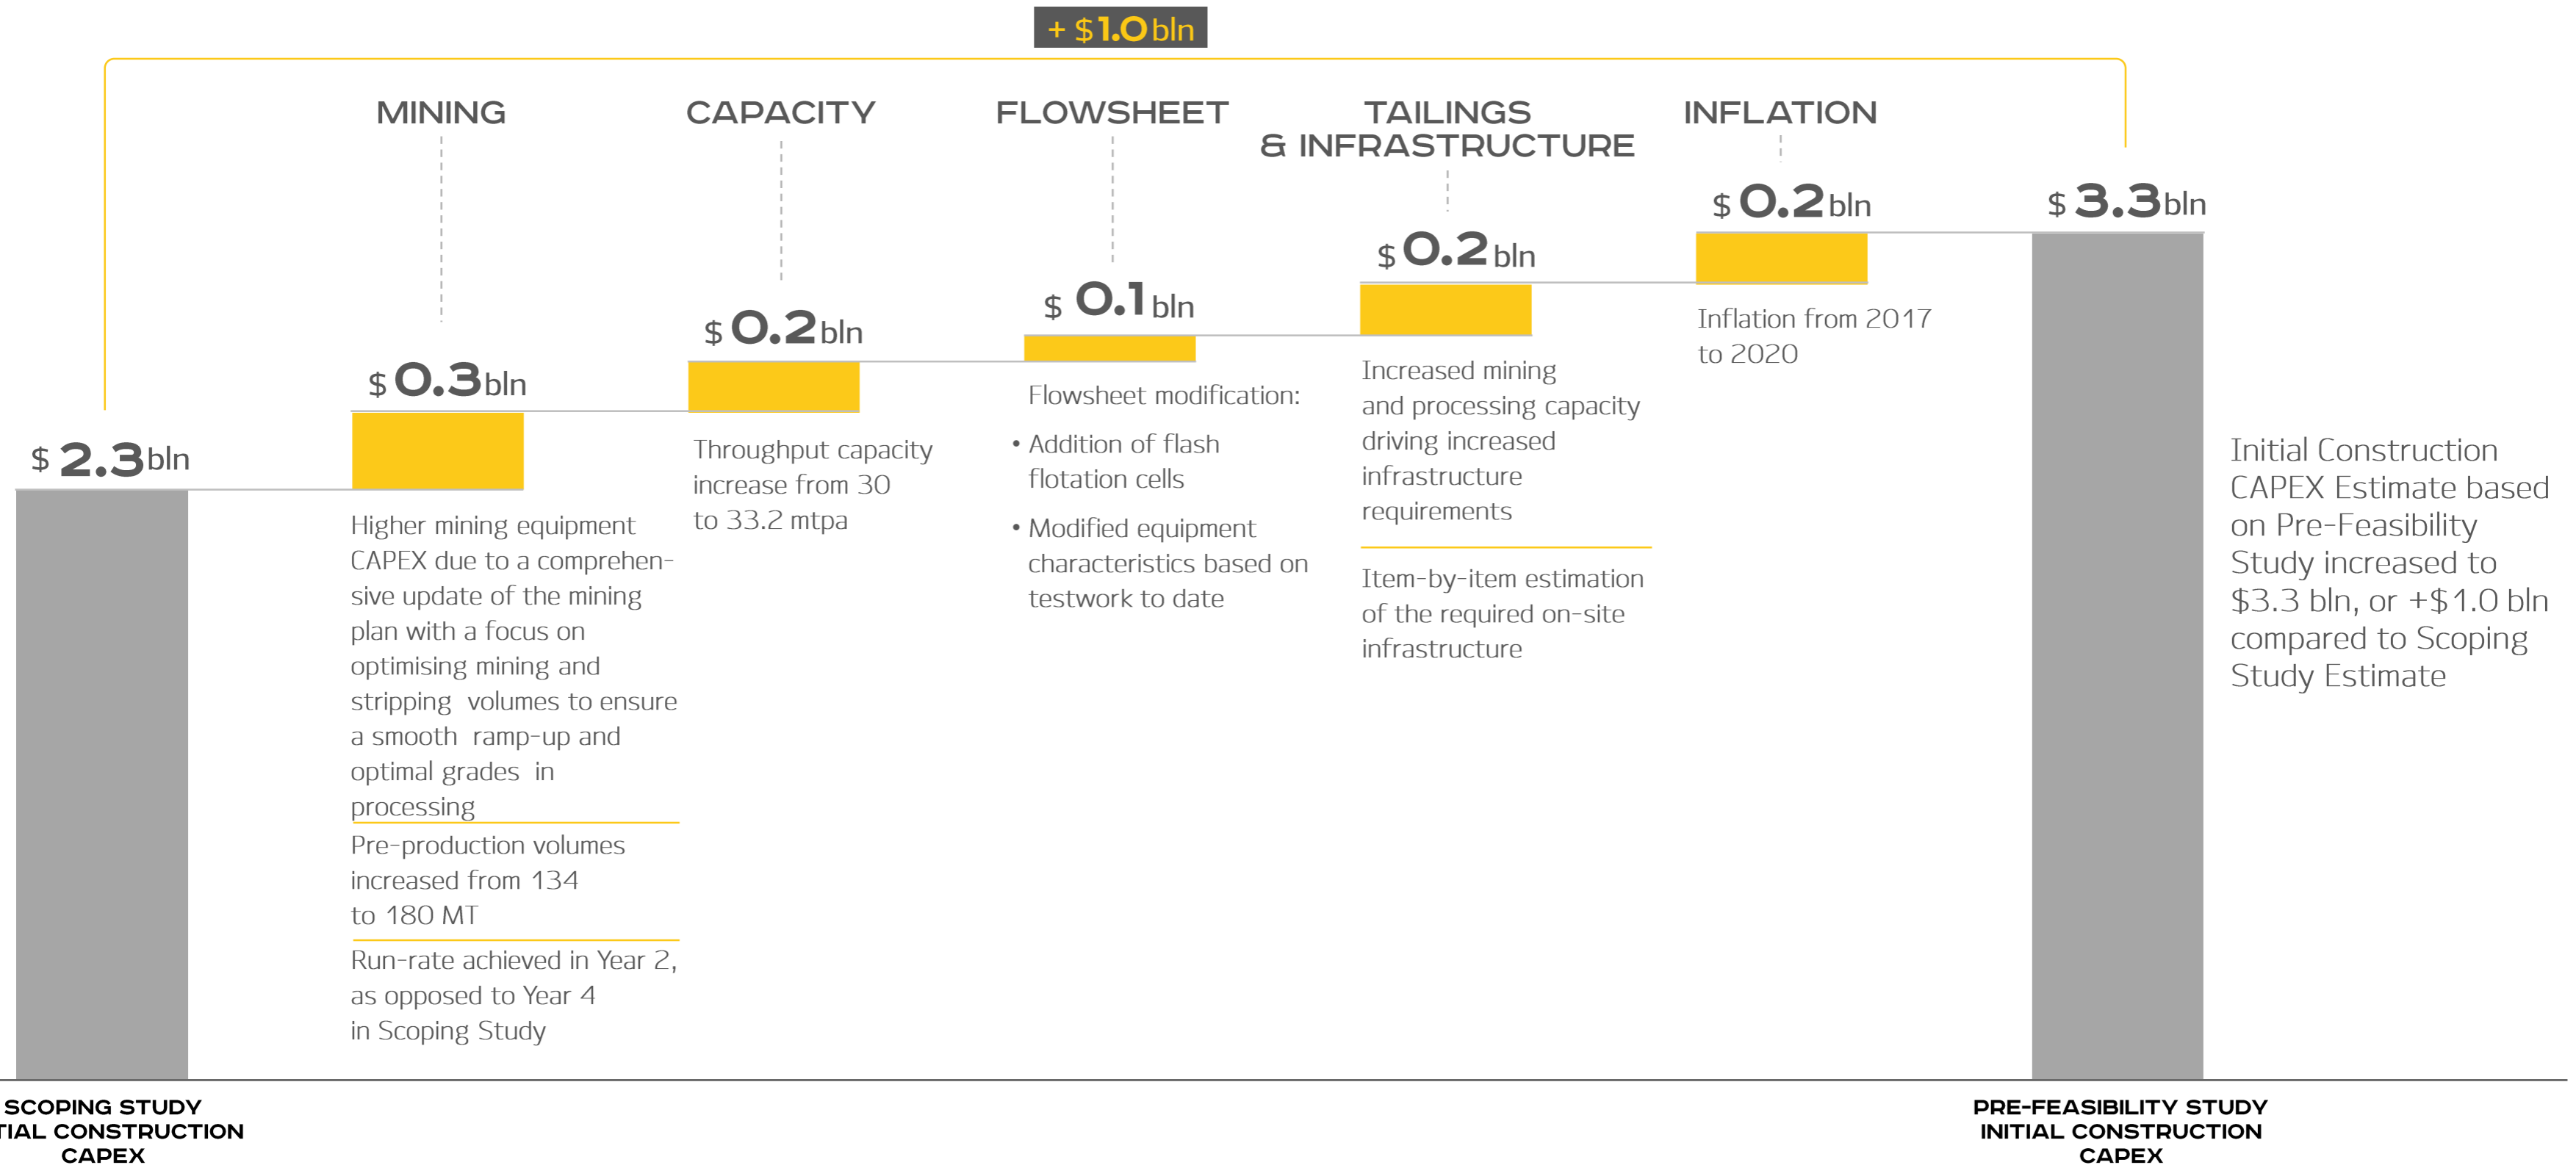 + $1.0 bln
MINING
CAPACITY
FLOWSHEET
TAILINGS
& INFRASTRUCTURE
INFLATION
$ 2.3 bln
$ 0.3 bln
Higher mining equipment
CAPEX due to a comprehen-
sive update of the mining
plan with a focus on
optimising mining and
stripping volumes to ensure
a smooth ramp-up and
optimal grades in
processing
Pre-production volumes
increased from 134
to 180 MT
Run-rate achieved in Year 2,
as opposed to Year 4
in Scoping Study
$ 0.2 bln
Throughput capacity
increase from 30
to 33.2 mtpa
$ 0.1 bln
Flowsheet modification:
• Addition of flash
flotation cells
• Modified equipment
characteristics based on
testwork to date
$ 0.2 bln
Increased mining
and processing capacity
driving increased
infrastructure
requirements
Item-by-item estimation
of the required on-site
infrastructure
$ 0.2 bln
Inflation from 2017
to 2020
$ 3.3 bln
Initial Construction
CAPEX Estimate based
on Pre-Feasibility
Study increased to
$3.3 bln, or +$1.0 bln
compared to Scoping
Study Estimate
SCOPING STUDY
TIAL CONSTRUCTION
CAPEX
PRE-FEASIBILITY STUDY
INITIAL CONSTRUCTION
CAPEX